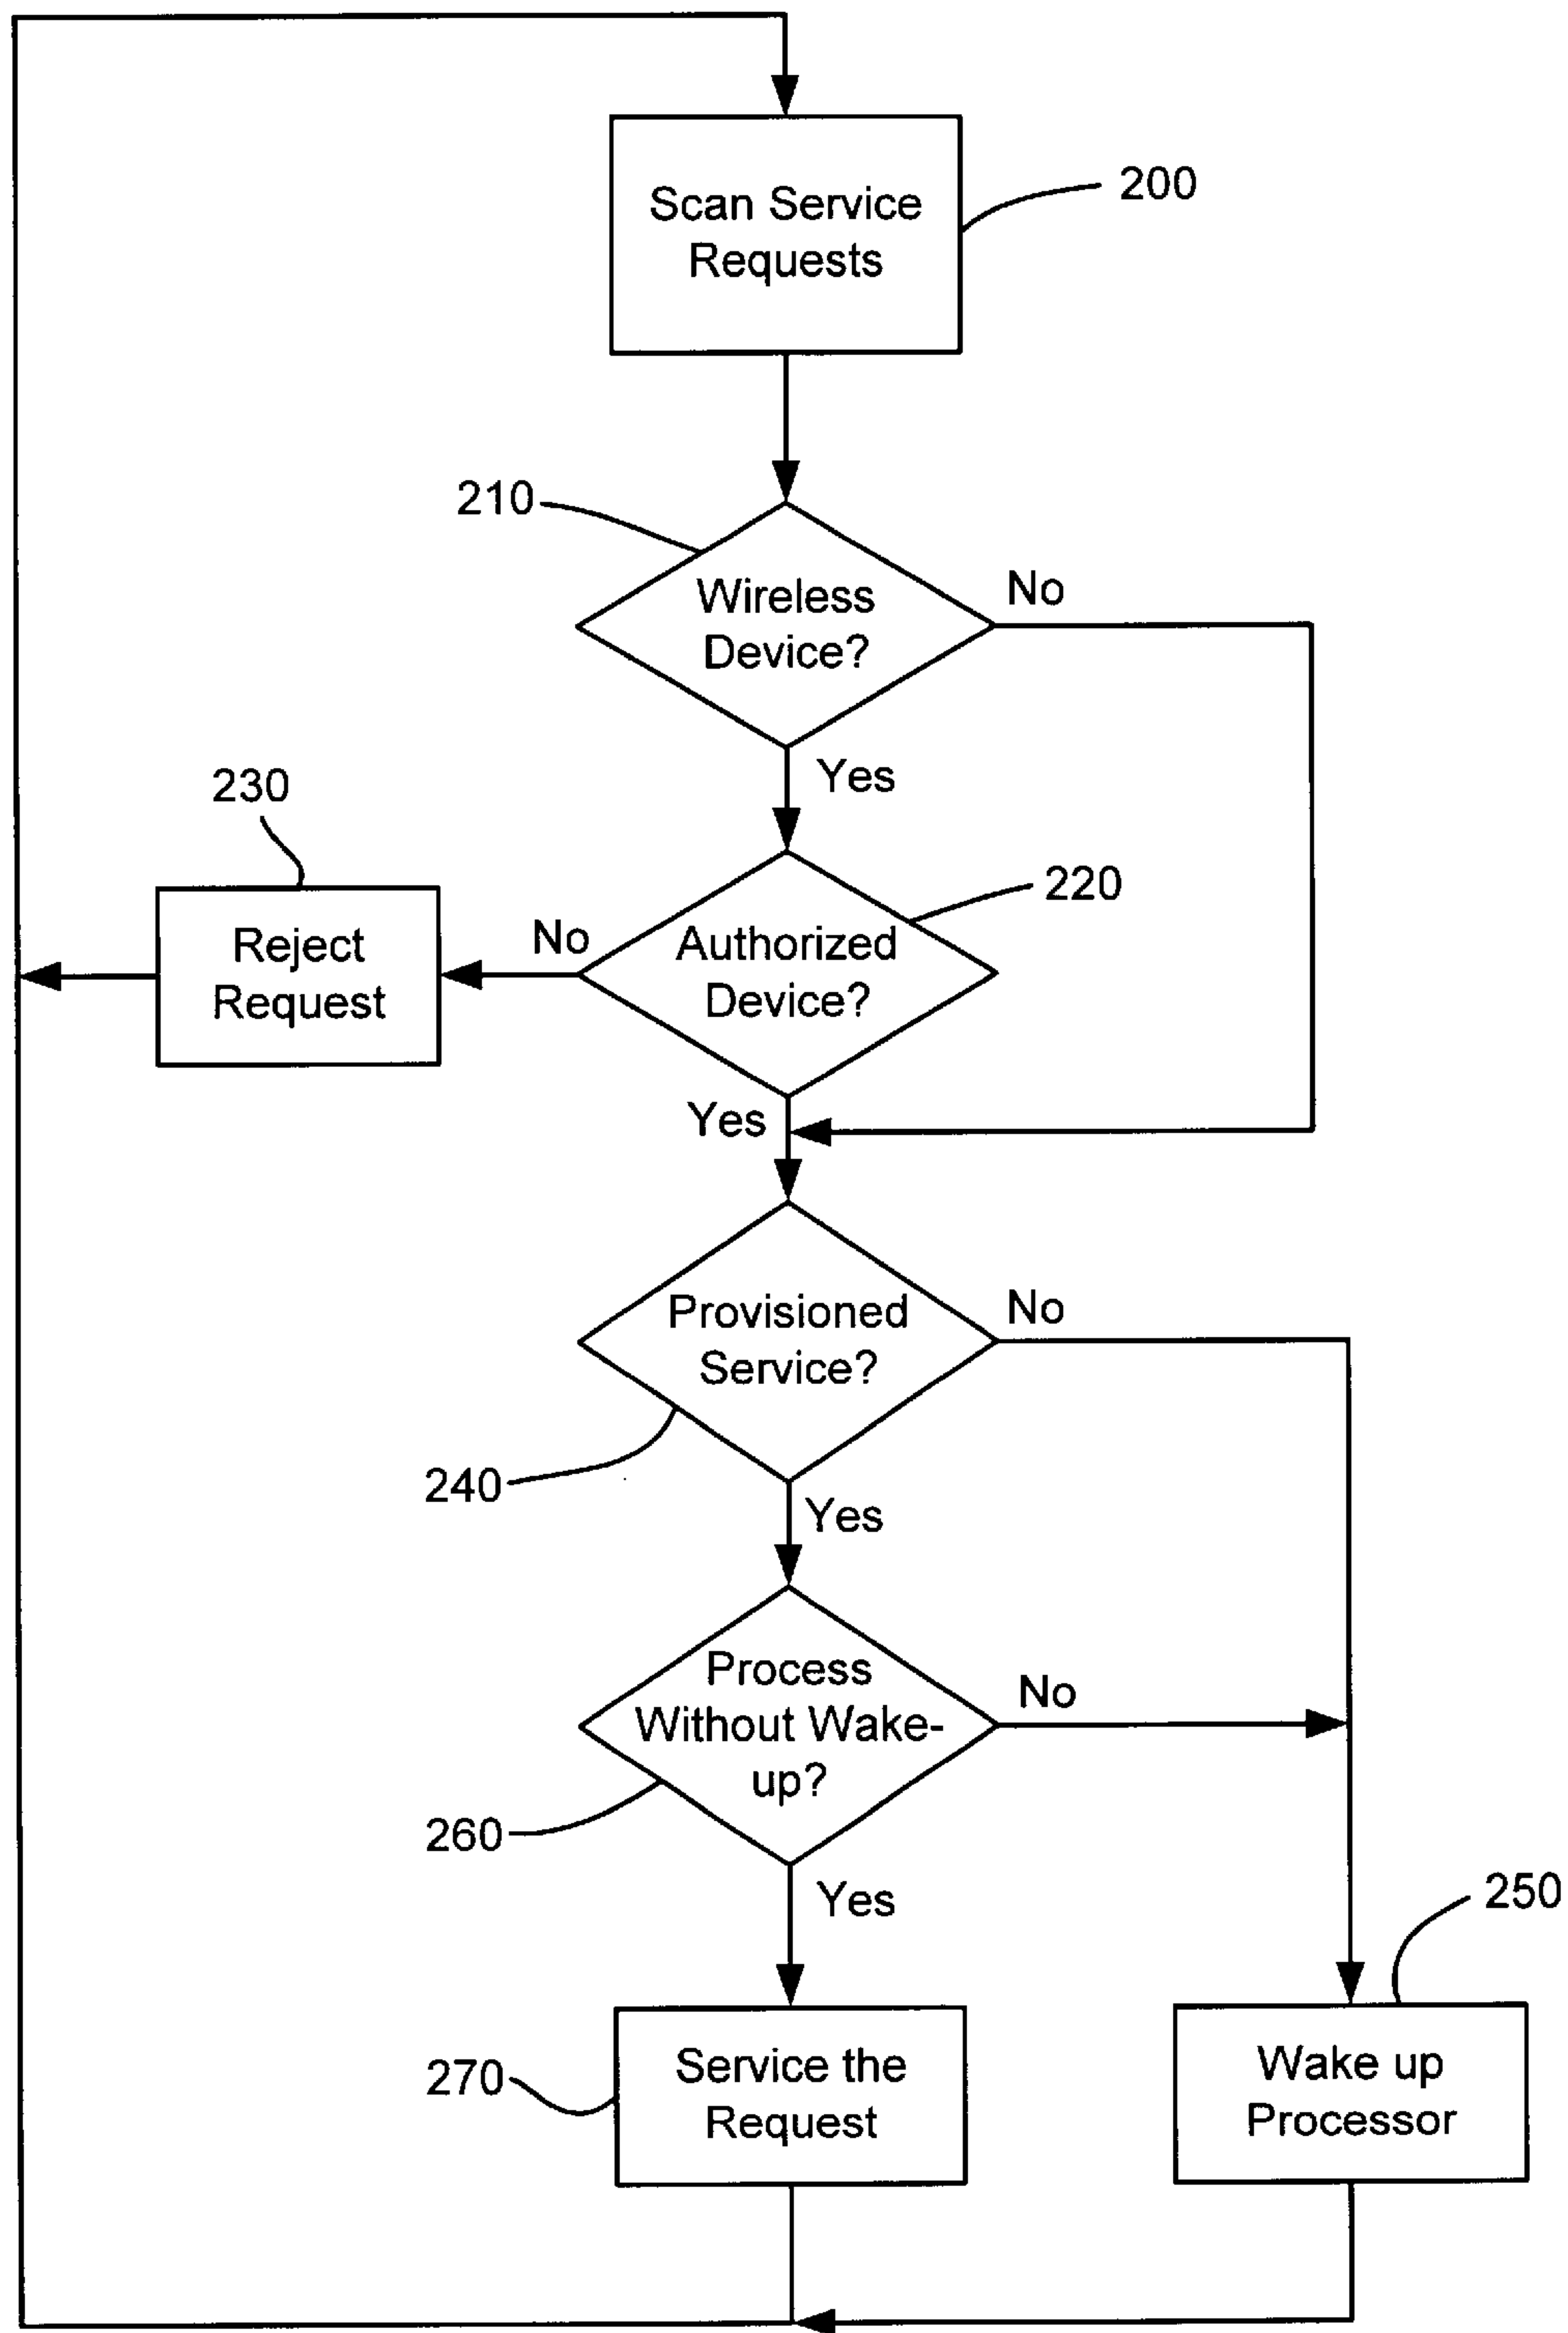 Scan Service
Requests
200
210
Wireless
Device?
No
Yes
230
220
Reject
Request
No
Authorized
Device?
Yes
Provisioned
Service?
No
240
Yes
Process
Without Wake-
up?
No
260
Yes
250
270
Service the
Request
Wake up
Processor